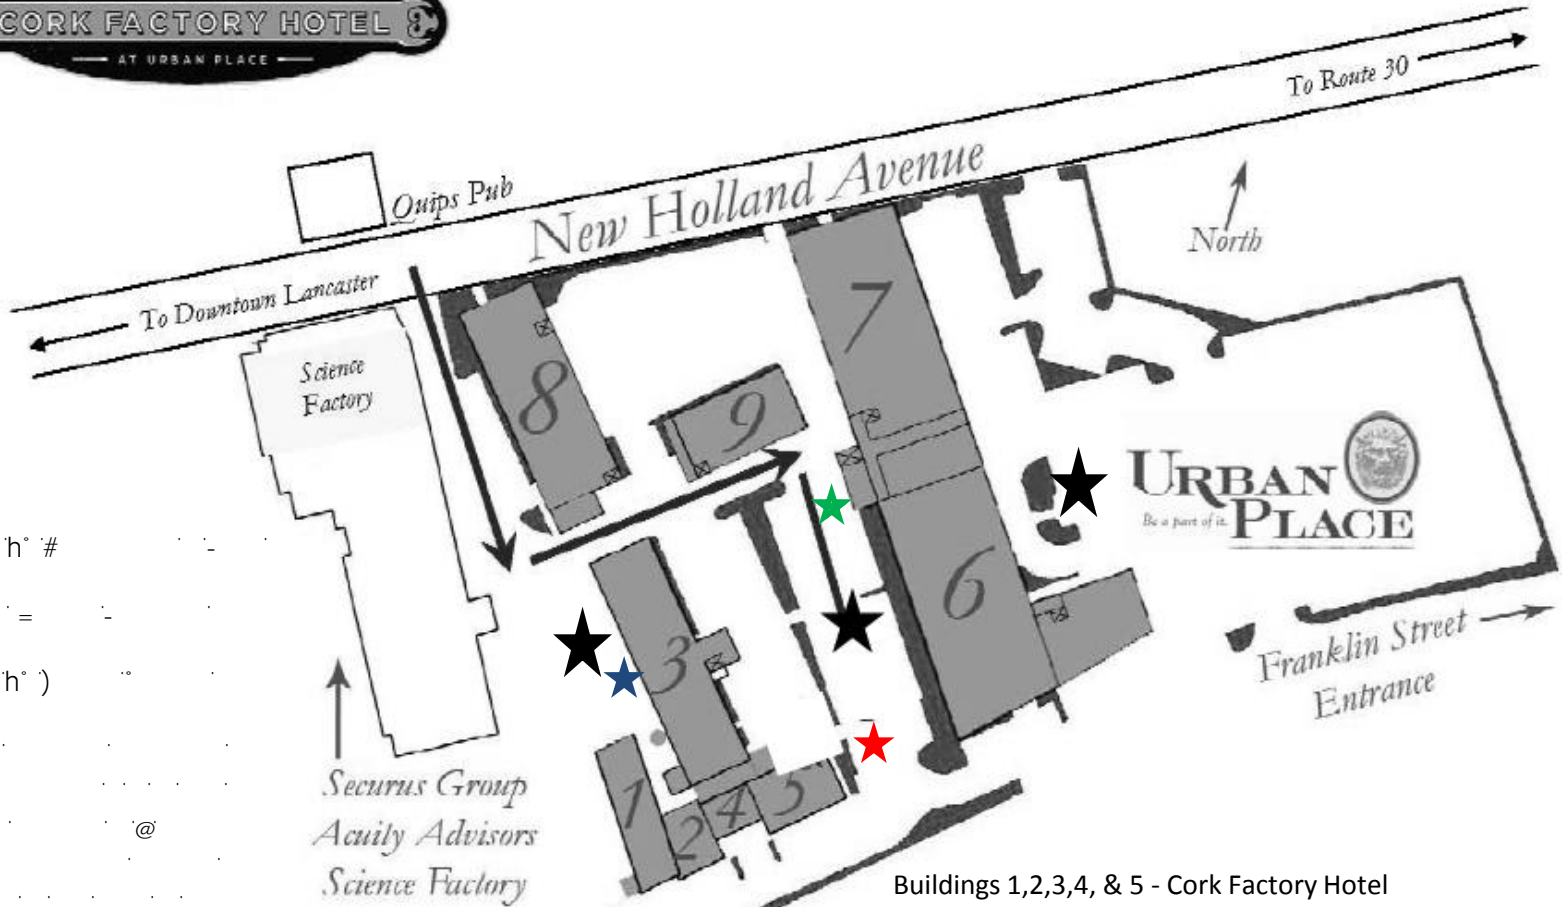 CORK FACTORY HOTEL
AT URBAN PLACE
To Route 30
New Holland Avenue
Quips Pub
North
To Downtown Lancaster
Science
Factory
7
8
9
URBAN
Be a part of it.
PLACE
6
3
Franklin Street
Entrance
1
2
4
5
Securus Group
Acuity Advisors
Science Factory
Buildings 1,2,3,4, & 5 - Cork Factory Hotel